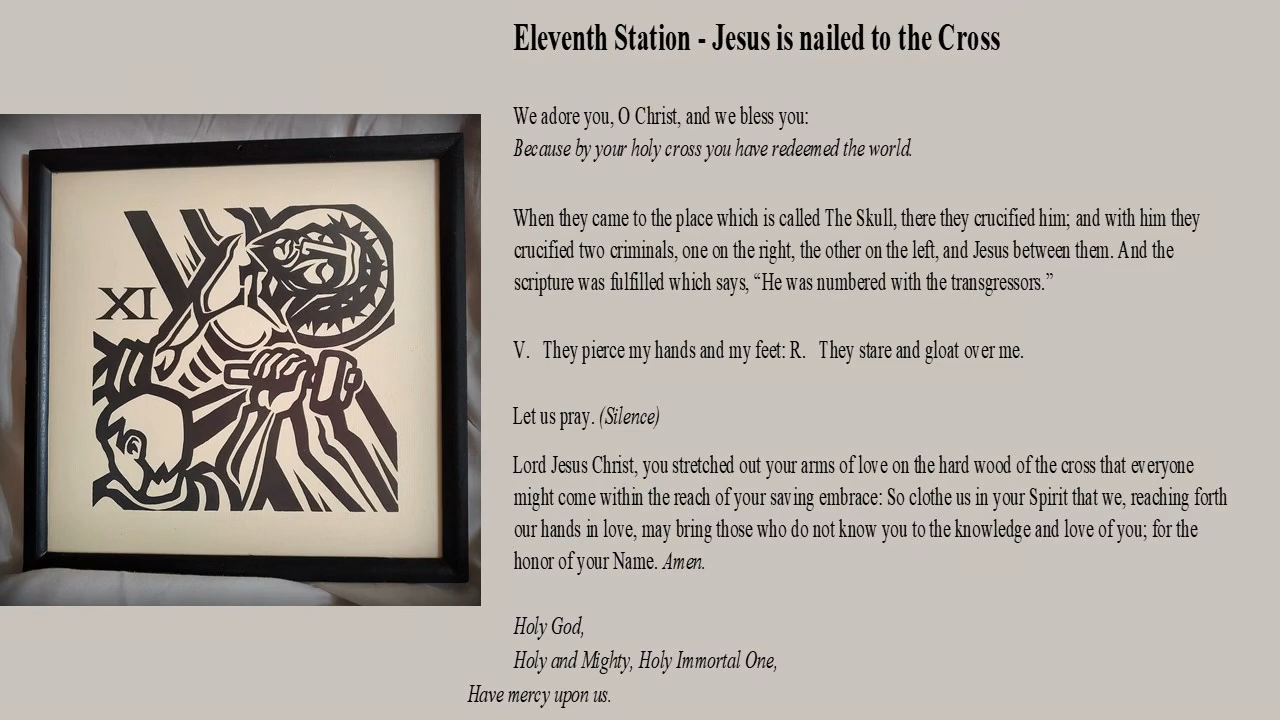 Eleventh Station - Jesus is nailed to the Cross
We adore you, O Christ, and we bless you:
Because by your holy cross you have redeemed the world.
When they came to the place which is called The Skull, there they crucified him; and with him they
crucified two criminals, one on the right, the other on the left, and Jesus between them. And the
scripture was fulfilled which says, “He was numbered with the transgressors.”
V. They pierce my hands and my feet: R. They stare and gloat over me.
Let us pray. (Silence)
Lord Jesus Christ, you stretched out your arms of love on the hard wood of the cross that everyone
might come within the reach of your saving embrace: So clothe us in your Spirit that we, reaching forth
our hands in love, may bring those who do not know you to the knowledge and love of you; for the
honor of your Name. Amen.
Holy God,
Holy and Mighty, Holy Immortal One,
Have mercy upon us.
XI